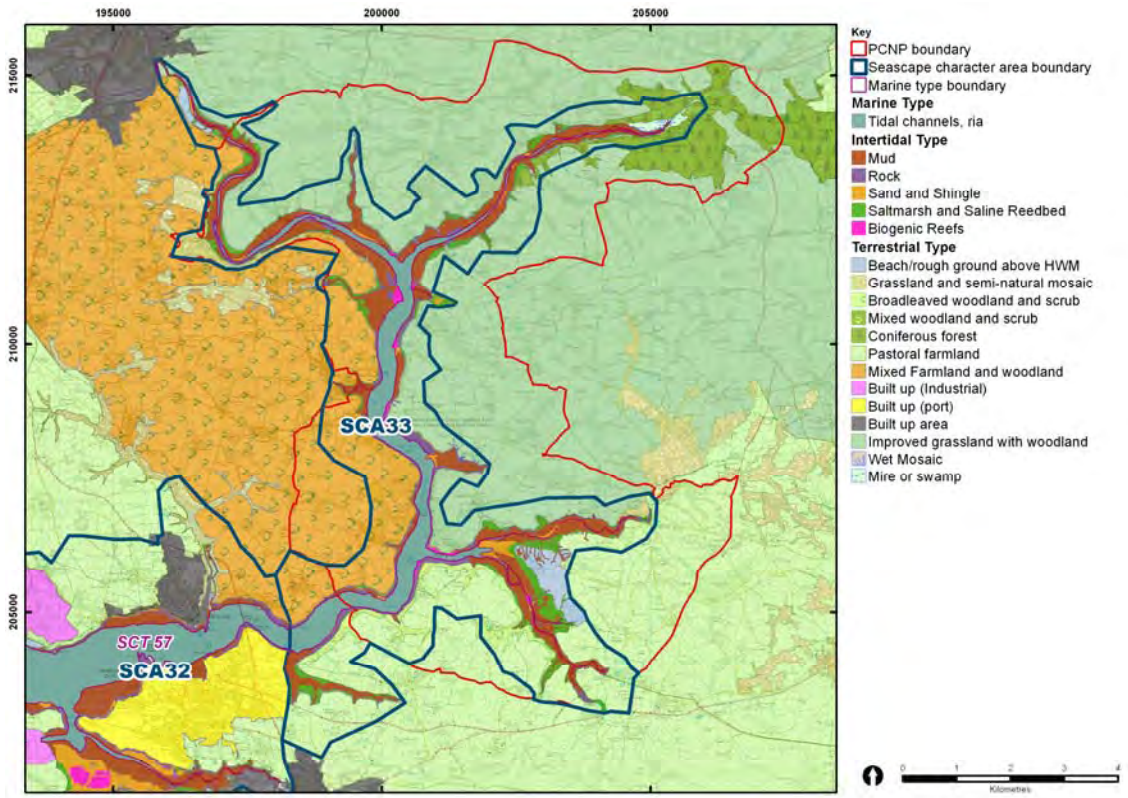 195000 200000 205000
215000
210000
205000
SCA33
SCT 57
SCA32
Key
PCNP boundary
Seascape character area boundary
Marine type boundary
Marine Type
Tidal channels, ria
Intertidal Type
Mud
Rock
Sand and Shingle
Saltmarsh and Saline Reedbed
Biogenic Reefs
Terrestrial Type
Beach/rough ground above HWM
Grassland and semi-natural mosaic
Broadleaved woodland and scrub
Mixed woodland and scrub
Coniferous forest
Pastoral farmland
Mixed Farmland and woodland
Built up (Industrial)
Built up (port)
Built up area
Improved grassland with woodland
Wet Mosaic
Mire or swamp
0 1 2 3 4
Kilometres